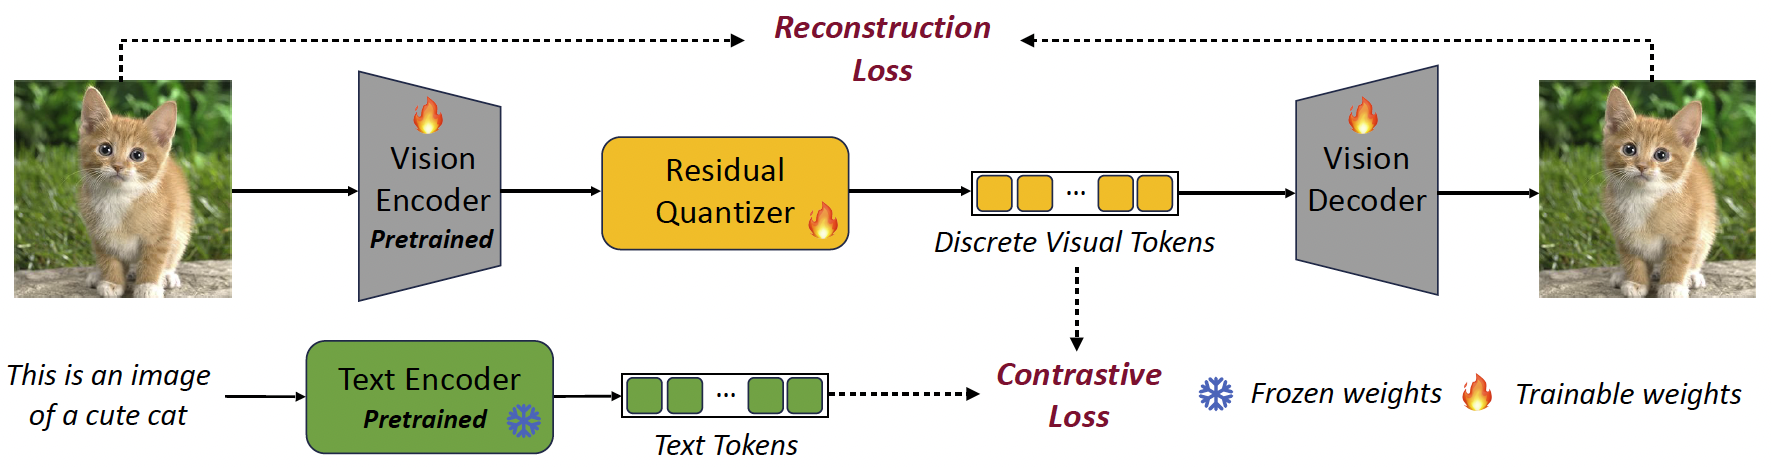 Reconstruction
Loss
Vision
Encoder
Pretrained
Residual
Quantizer
...
Discrete Visual Tokens
Vision
Decoder
This is an image
of a cute cat
Text Encoder
Pretrained
...
Text Tokens
Contrastive
Loss
Frozen weights
Trainable weights